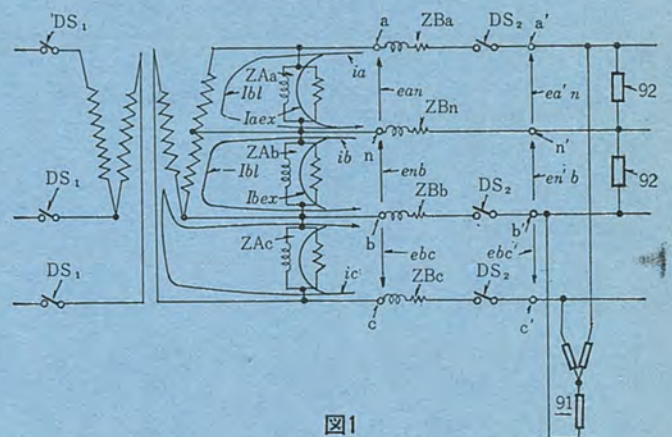 DS₁
a
ZBa
DS₂
a'
ZAa
ia
Ibl
Iaex
ean
ea'n
92
ZBn
n
n'
ZAb
ib
Ibl
Ibex
enb
en'b
92
DS₁
ZBb
DS₂
b
b'
DS₁
ZAc
ebc
ebc'
ic
ZBc
DS₂
c
c'
91
図1